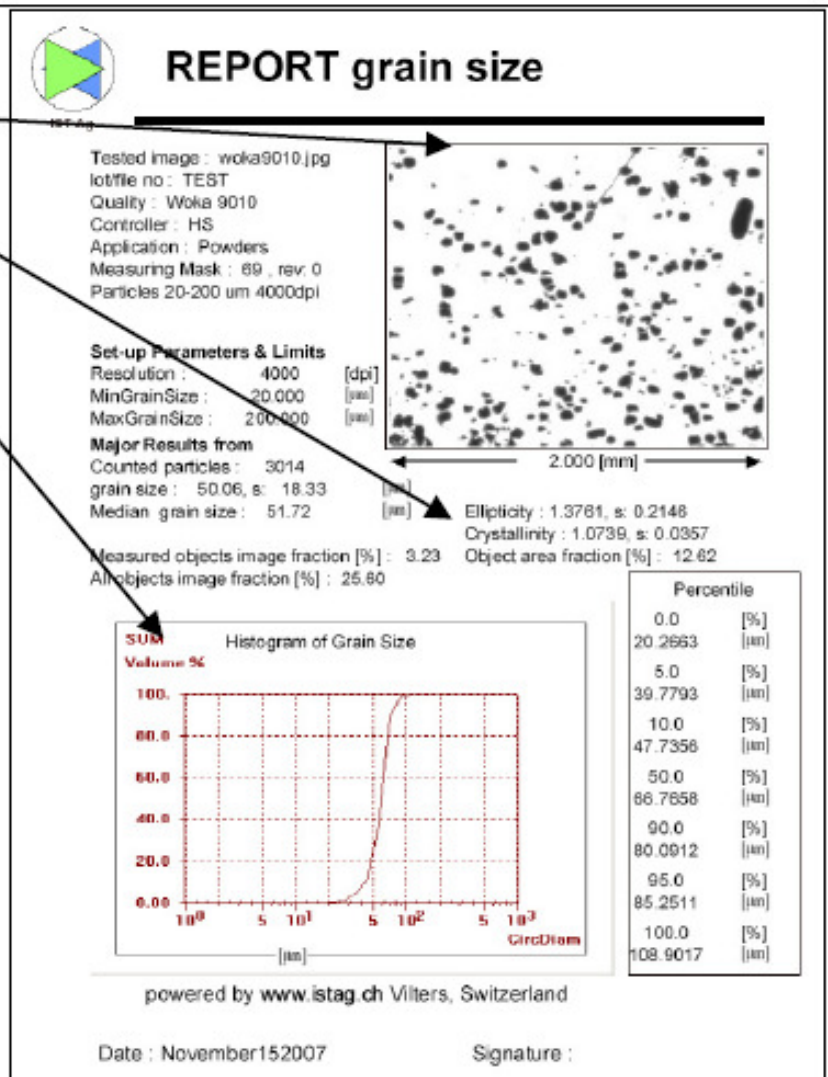 REPORT grain size
IST Ag
Tested image : woka9010.jpg
lot/file no : TEST
Quality : Woka 9010
Controller : HS
Application : Powders
Measuring Mask : 69 , rev: 0
Particles 20-200 um 4000dpi
Set-up Parameters & Limits
Resolution : 4000 [dpi]
MinGrainSize : 20.000 [µm]
MaxGrainSize : 200.000 [µm]
2.000 [mm]
Major Results from
Counted particles : 3014
grain size : 50.06, s: 18.33 [µm]
Median grain size : 51.72 [µm]
Ellipticity : 1.3761, s: 0.2146
Crystallinity : 1.0739, s: 0.0357
Measured objects image fraction [%] : 3.23 Object area fraction [%] : 12.62
All objects image fraction [%] : 25.60
SUM
Volume %
Histogram of Grain Size
100.
80.0
60.0
40.0
20.0
0.00
10⁰ 5 10¹ 5 10² 5 10³
CircDiam
[µm]
Percentile
0.0 [%]
20.2663 [µm]
5.0 [%]
39.7793 [µm]
10.0 [%]
47.7356 [µm]
50.0 [%]
66.7658 [µm]
90.0 [%]
80.0912 [µm]
95.0 [%]
85.2511 [µm]
100.0 [%]
108.9017 [µm]
powered by www.istag.ch Vilters, Switzerland
Date : November152007 Signature :